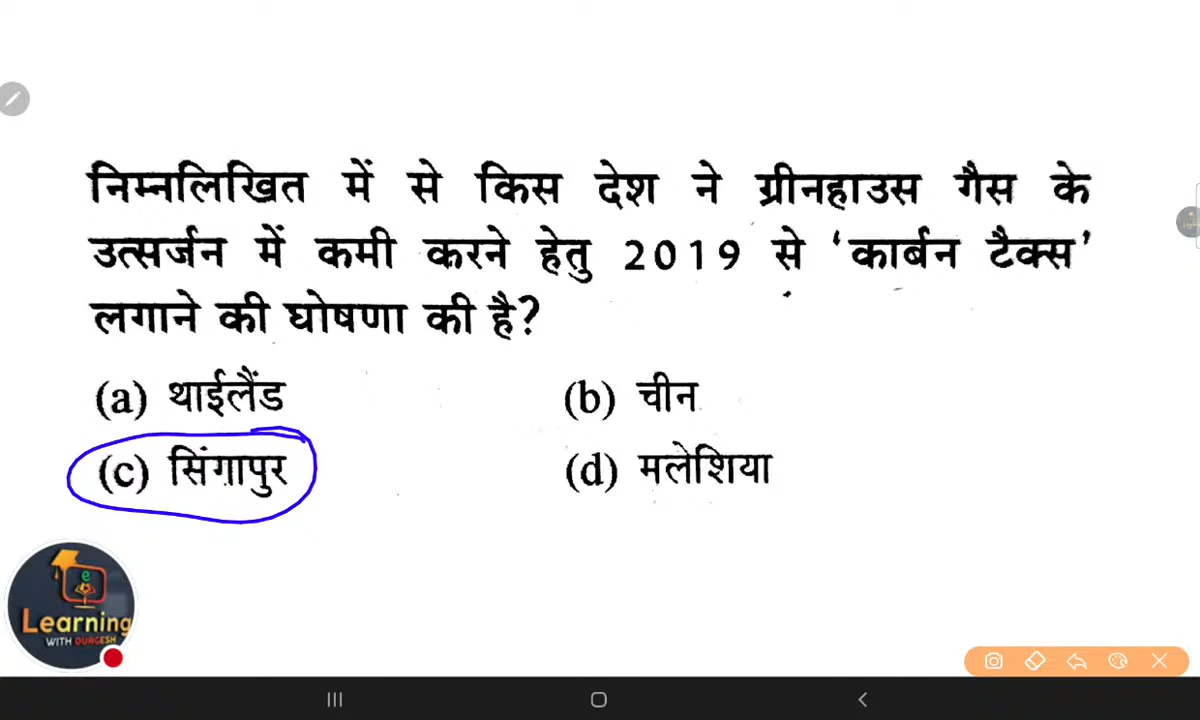 निम्नलिखित में से किस देश ने ग्रीनहाउस गैस के
उत्सर्जन में कमी करने हेतु 2019 से ‘कार्बन टैक्स’
लगाने की घोषणा की है?
(a) थाईलैंड (b) चीन
(c) सिंगापुर (d) मलेशिया
e
Learning
WITH DURGESH